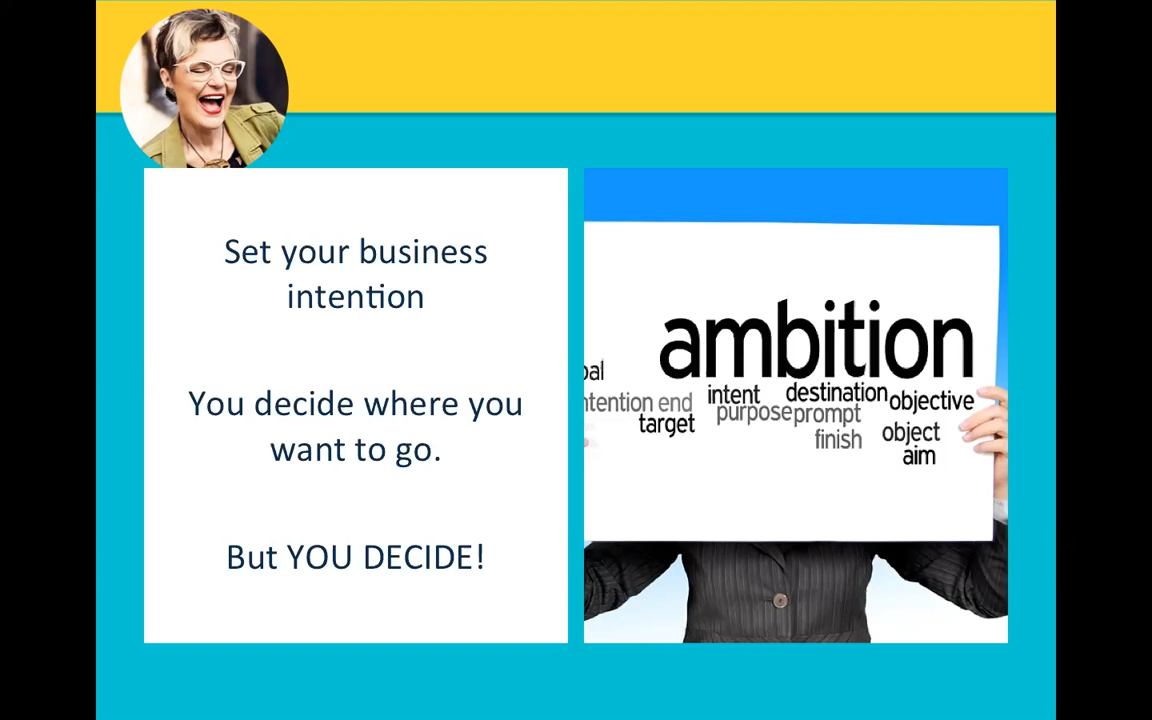 Set your business
intention
You decide where you
want to go.
But YOU DECIDE!
ambition
intent destination objective
end purpose prompt
target finish object
aim